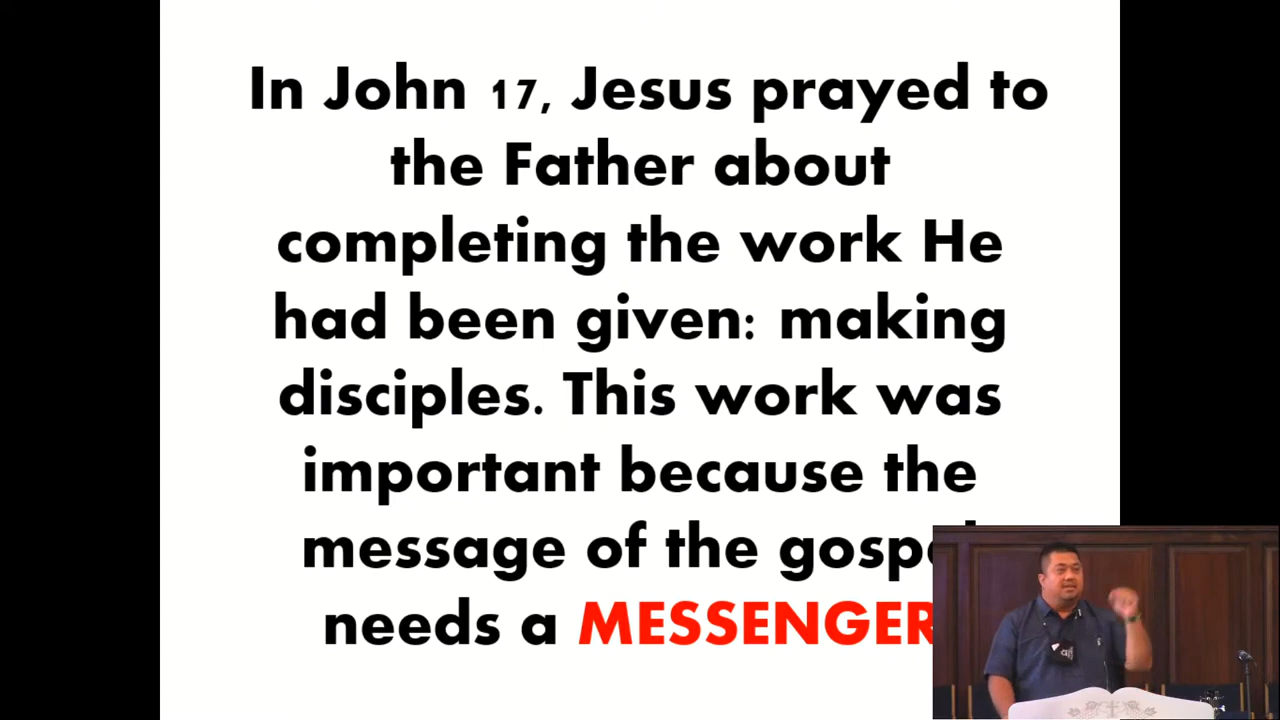 In John 17, Jesus prayed to
the Father about
completing the work He
had been given: making
disciples. This work was
important because the
message of the
needs a MESSENGER